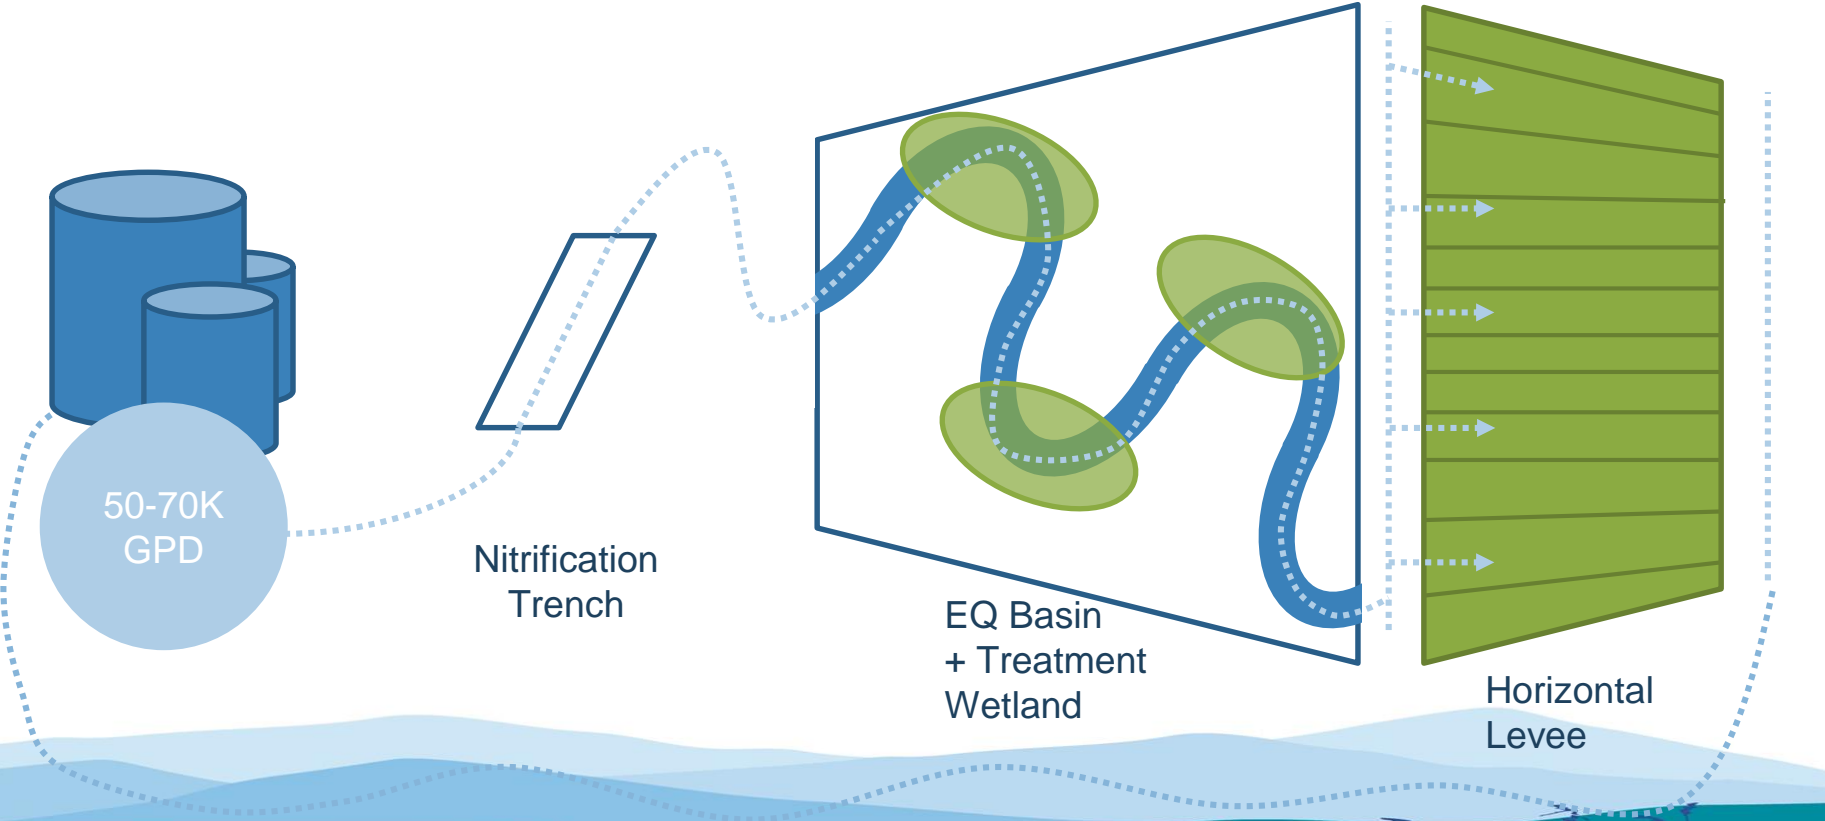 50-70K
GPD
Nitrification
Trench
EQ Basin
+ Treatment
Wetland
Horizontal
Levee